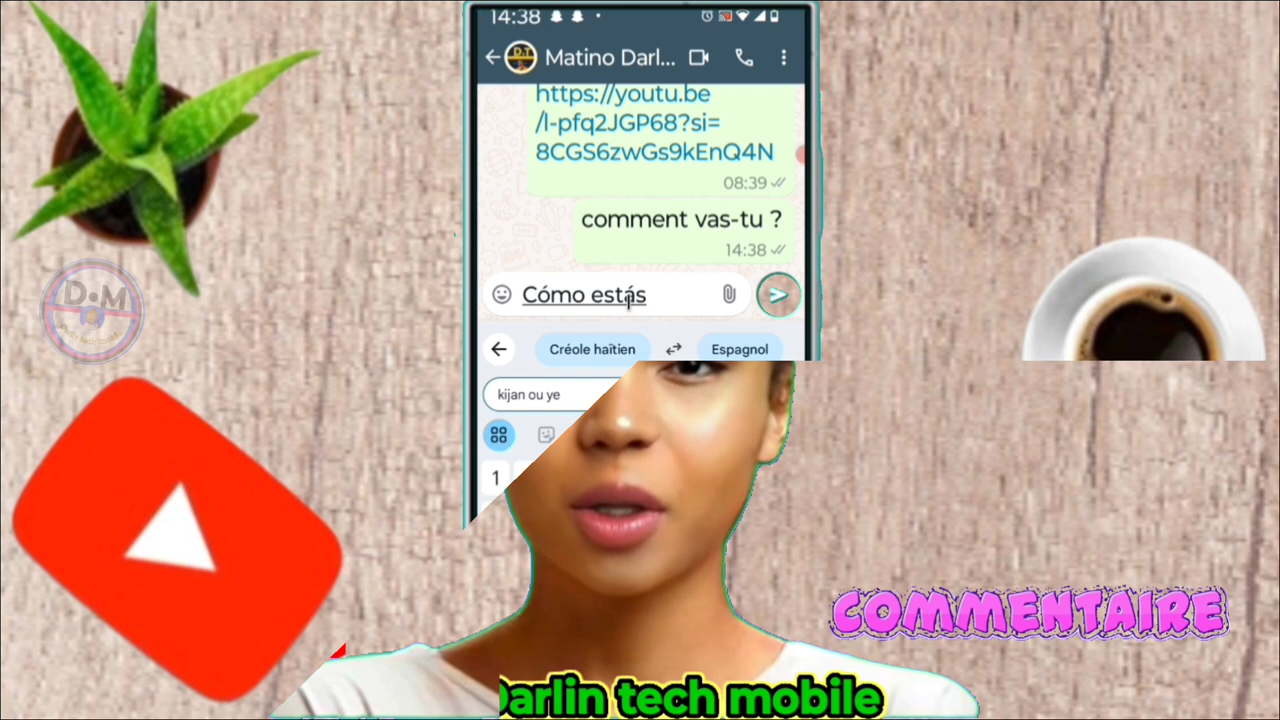 14:38
Matino Darl...
https://youtu.be
/l-pfq2JGP68?si=
8CGS6zwGs9kEnQ4N
08:39
comment vas-tu ?
14:38
Cómo estás
Créole haïtien
Espagnol
kijan ou ye
1
D•M
COMMENTAIRE
Darlin tech mobile